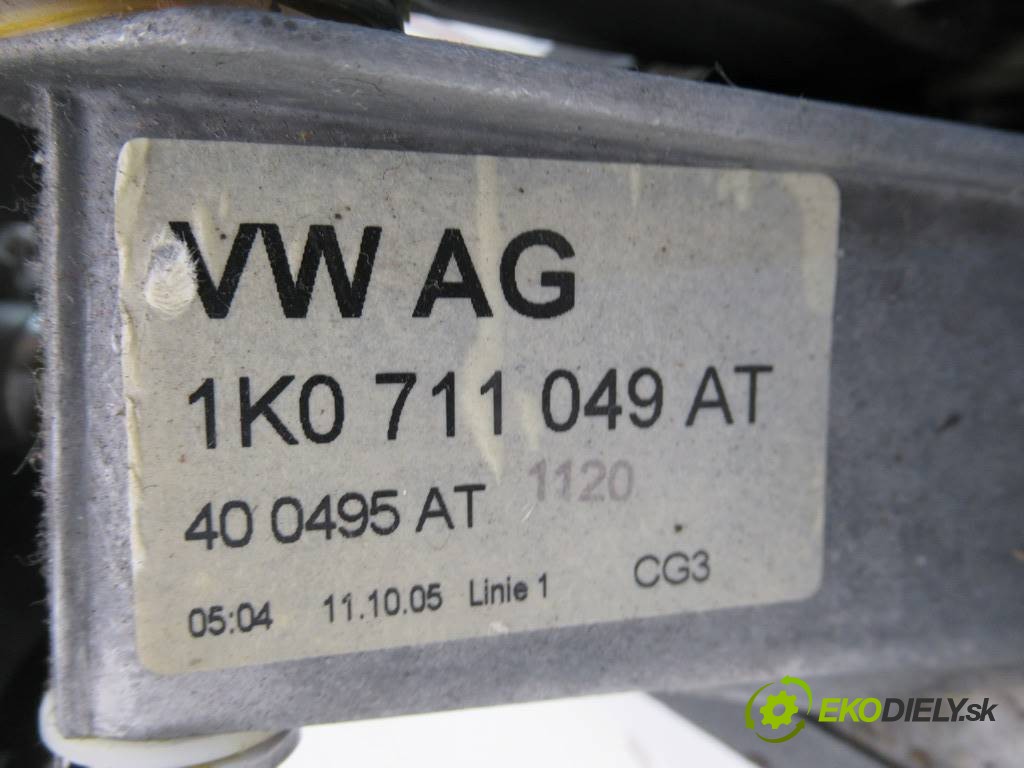 VW AG
1K0 711 049 AT
40 0495 AT 1120
05:04 11.10.05 Linie 1 CG3
EKODIELY.sk